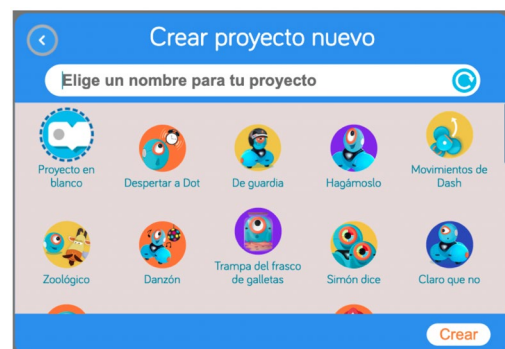 Crear proyecto nuevo
Elige un nombre para tu proyecto
Proyecto en
blanco
Despertar a Dot
De guardia
Hagámoslo
Movimientos de
Dash
Zoológico
Danzón
Trampa del frasco
de galletas
Simón dice
Claro que no
Crear